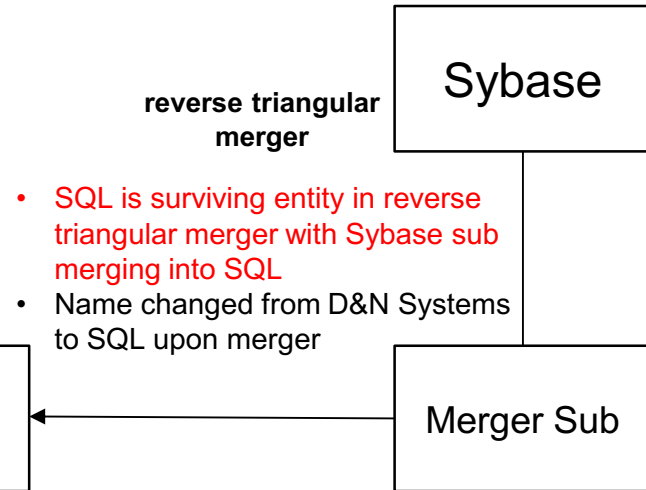 Sybase
reverse triangular
merger
• SQL is surviving entity in reverse
triangular merger with Sybase sub
merging into SQL
• Name changed from D&N Systems
to SQL upon merger
Merger Sub